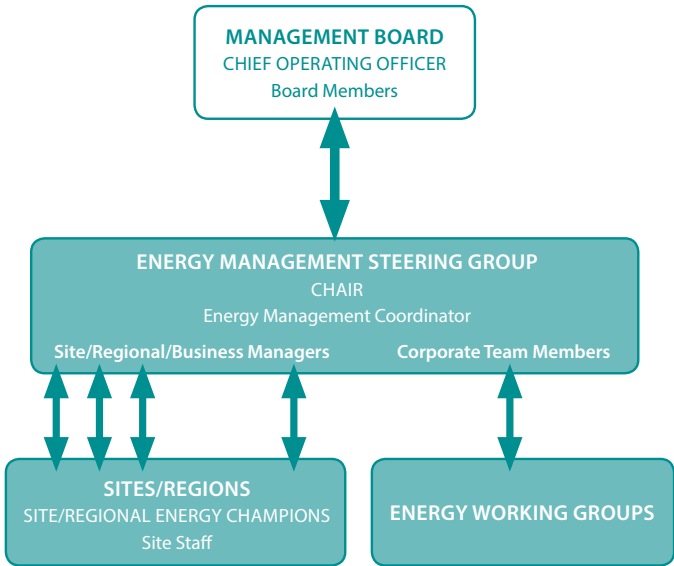 MANAGEMENT BOARD
CHIEF OPERATING OFFICER
Board Members
ENERGY MANAGEMENT STEERING GROUP
CHAIR
Energy Management Coordinator
Site/Regional/Business Managers
Corporate Team Members
SITES/REGIONS
SITE/REGIONAL ENERGY CHAMPIONS
Site Staff
ENERGY WORKING GROUPS